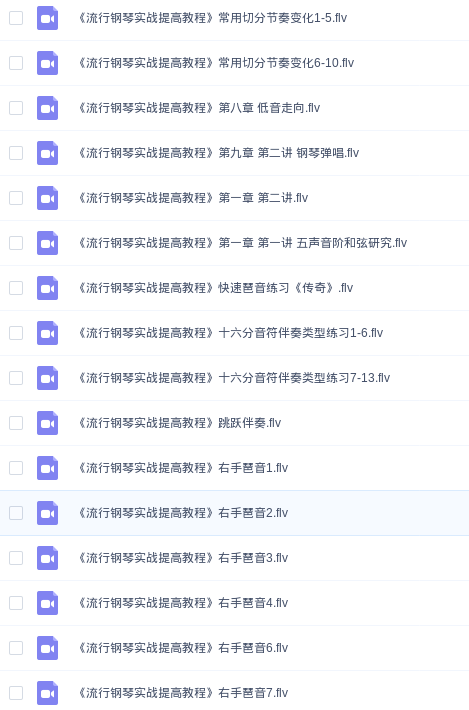 《流行钢琴实战提高教程》常用切分节奏变化1-5.flv
《流行钢琴实战提高教程》常用切分节奏变化6-10.flv
《流行钢琴实战提高教程》第八章 低音走向.flv
《流行钢琴实战提高教程》第九章 第二讲 钢琴弹唱.flv
《流行钢琴实战提高教程》第一章 第二讲.flv
《流行钢琴实战提高教程》第一章 第一讲 五声音阶和弦研究.flv
《流行钢琴实战提高教程》快速琶音练习《传奇》.flv
《流行钢琴实战提高教程》十六分音符伴奏类型练习1-6.flv
《流行钢琴实战提高教程》十六分音符伴奏类型练习7-13.flv
《流行钢琴实战提高教程》跳跃伴奏.flv
《流行钢琴实战提高教程》右手琶音1.flv
《流行钢琴实战提高教程》右手琶音2.flv
《流行钢琴实战提高教程》右手琶音3.flv
《流行钢琴实战提高教程》右手琶音4.flv
《流行钢琴实战提高教程》右手琶音6.flv
《流行钢琴实战提高教程》右手琶音7.flv